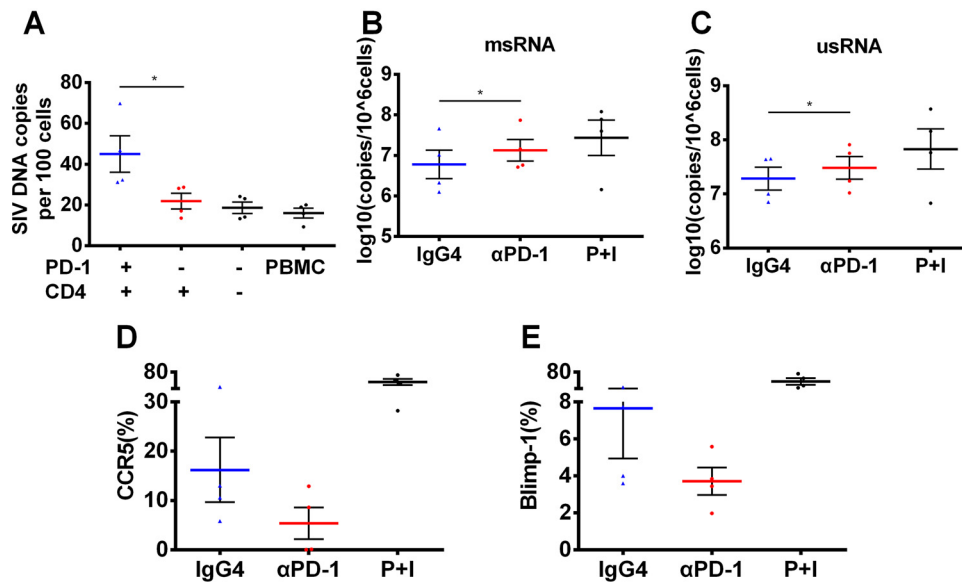 A
SIV DNA copies
per 100 cells
80
60
40
20
0
*
PD-1 + - - PBMC
CD4 + + -
B
msRNA
log10(copies/10^6cells)
9
8
7
6
5
*
IgG4 αPD-1 P+I
C
usRNA
log10(copies/10^6cells)
9
8
7
6
*
IgG4 αPD-1 P+I
D
CCR5(%)
80
30
20
10
0
IgG4 αPD-1 P+I
E
Blimp-1(%)
80
8
6
4
2
0
IgG4 αPD-1 P+I